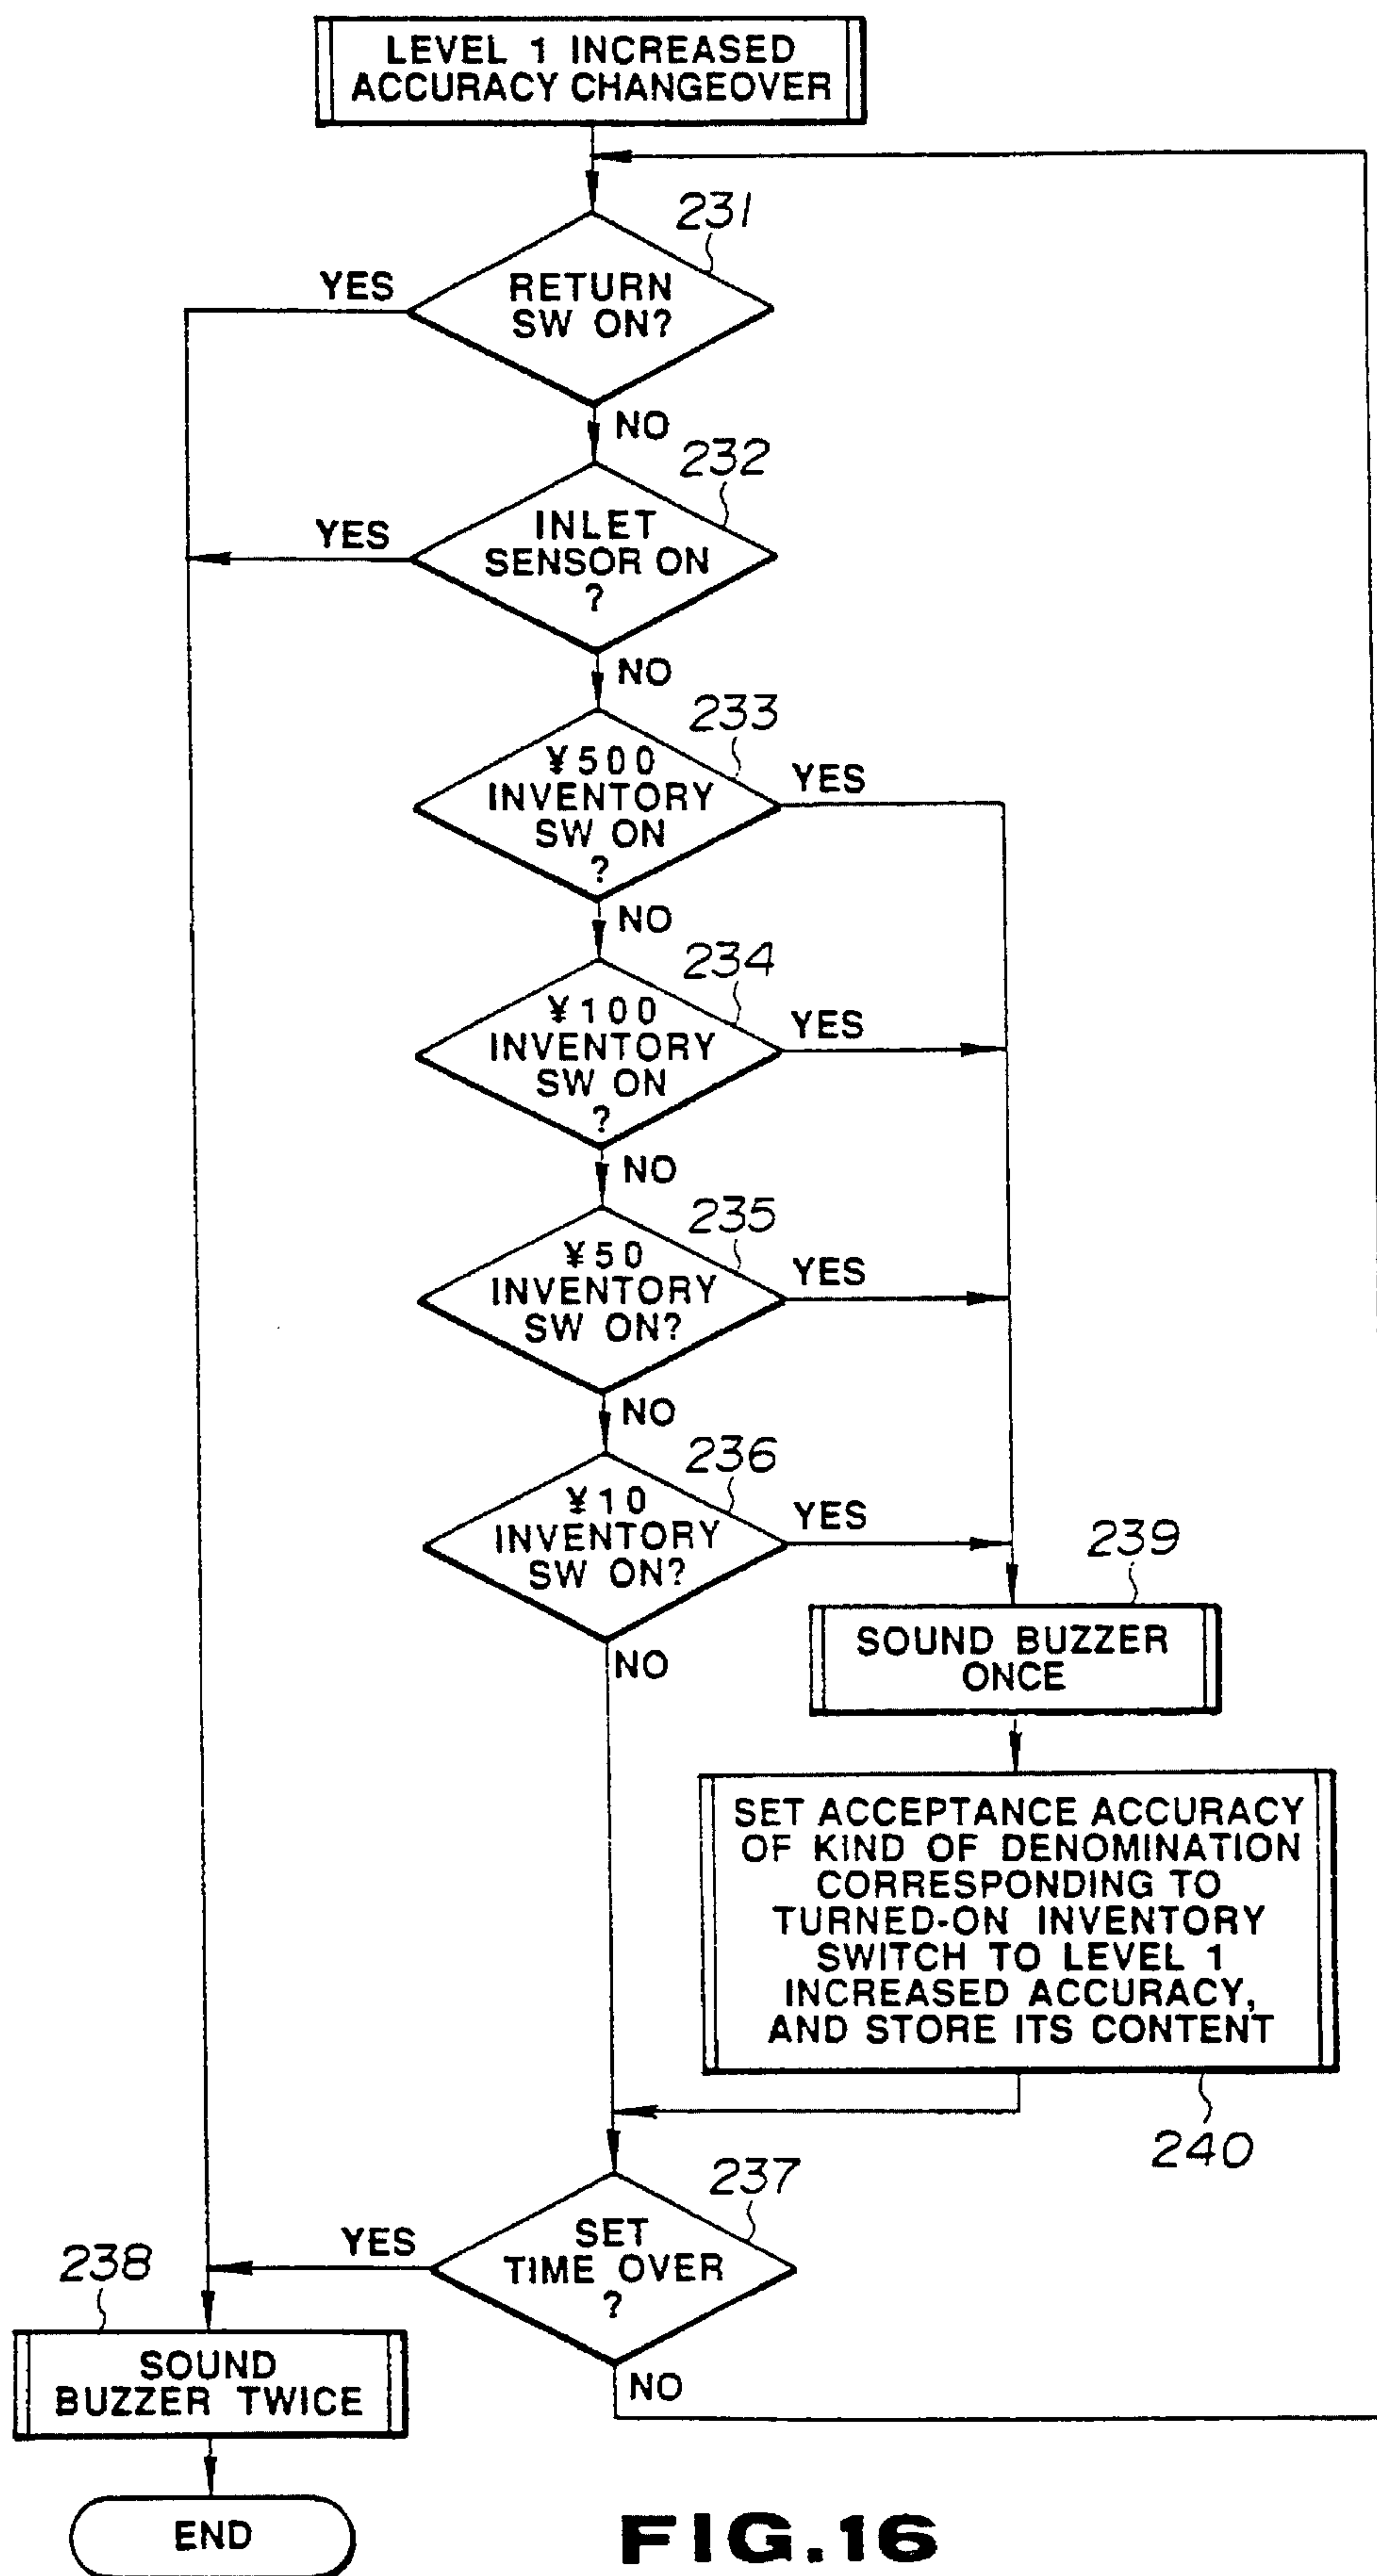 LEVEL 1 INCREASED
ACCURACY CHANGEOVER
231
YES
RETURN
SW ON?
NO
232
YES
INLET
SENSOR ON
?
NO
233
¥500
INVENTORY
SW ON
?
YES
NO
234
¥100
INVENTORY
SW ON
?
YES
NO
235
¥50
INVENTORY
SW ON?
YES
NO
236
¥10
INVENTORY
SW ON?
YES
NO
239
SOUND BUZZER
ONCE
SET ACCEPTANCE ACCURACY
OF KIND OF DENOMINATION
CORRESPONDING TO
TURNED-ON INVENTORY
SWITCH TO LEVEL 1
INCREASED ACCURACY,
AND STORE ITS CONTENT
240
237
YES
SET
TIME OVER
?
NO
238
SOUND
BUZZER TWICE
END
FIG.16